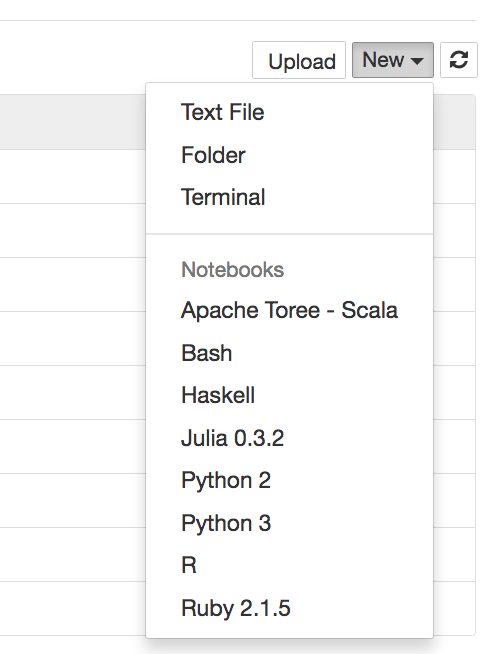 Upload New
Text File
Folder
Terminal
Notebooks
Apache Toree - Scala
Bash
Haskell
Julia 0.3.2
Python 2
Python 3
R
Ruby 2.1.5